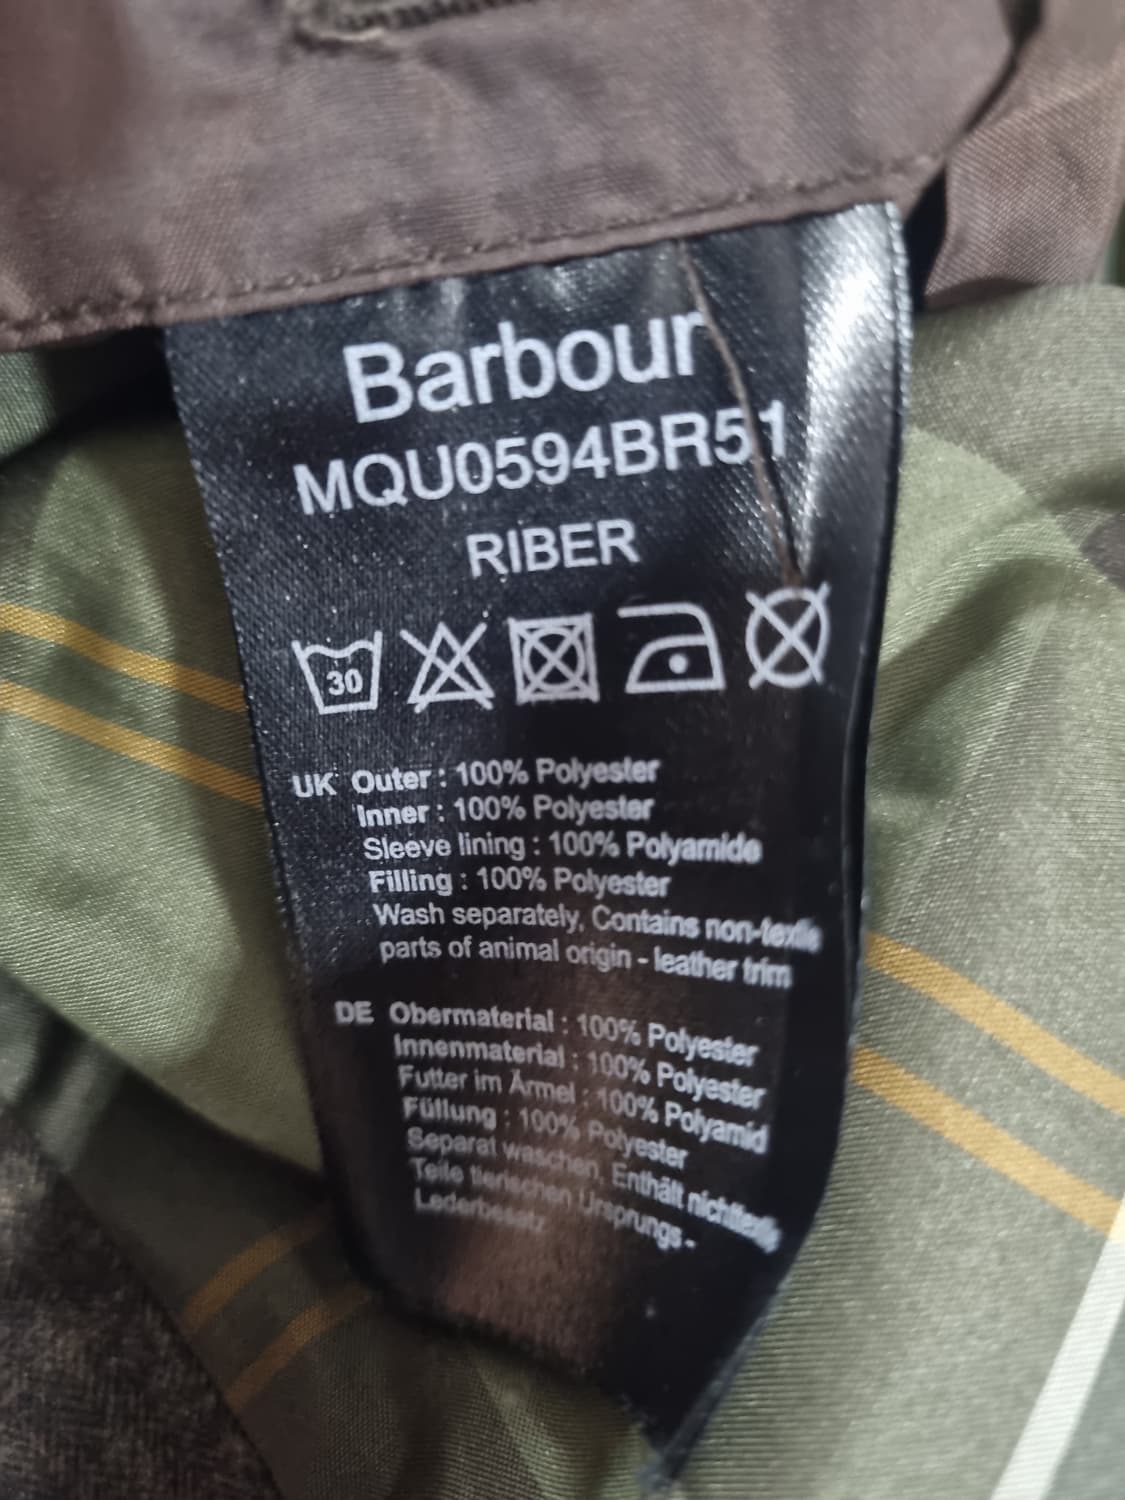 Barbour
MQU0594BR51
RIBER
30
UK Outer : 100% Polyester
Inner : 100% Polyester
Sleeve lining : 100% Polyamide
Filling : 100% Polyester
Wash separately, Contains non-textile
parts of animal origin - leather trim
DE Obermaterial : 100% Polyester
Innenmaterial : 100% Polyester
Futter im Ärmel : 100% Polyamid
Füllung : 100% Polyester
Separat waschen, Enthält
Teile tierischen Ursprungs -
Lederbesatz